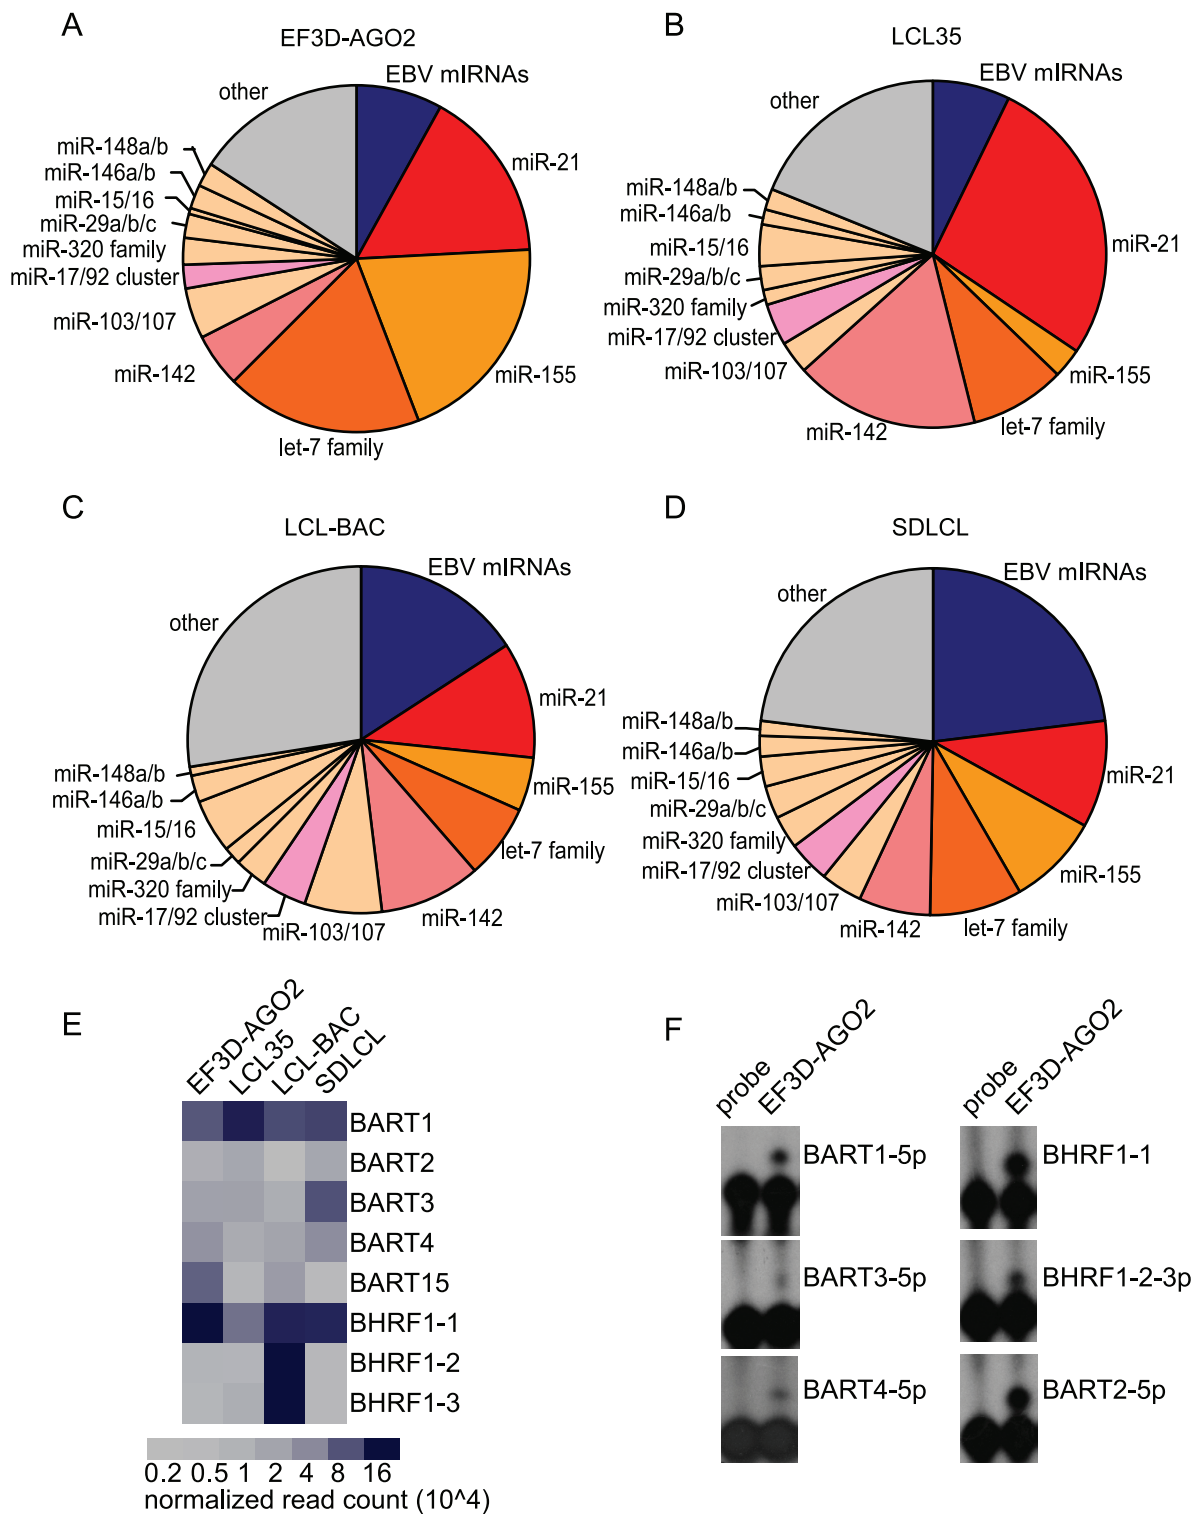 A
EF3D-AGO2
EBV mIRNAs
other
miR-148a/b
miR-146a/b
miR-15/16
miR-29a/b/c
miR-320 family
miR-17/92 cluster
miR-103/107
miR-142
let-7 family
miR-155
miR-21
B
LCL35
EBV mIRNAs
other
miR-148a/b
miR-146a/b
miR-15/16
miR-29a/b/c
miR-320 family
miR-17/92 cluster
miR-103/107
miR-142
let-7 family
miR-155
miR-21
C
LCL-BAC
EBV mIRNAs
other
miR-148a/b
miR-146a/b
miR-15/16
miR-29a/b/c
miR-320 family
miR-17/92 cluster
miR-103/107
miR-142
let-7 family
miR-155
miR-21
D
SDLCL
EBV mIRNAs
other
miR-148a/b
miR-146a/b
miR-15/16
miR-29a/b/c
miR-320 family
miR-17/92 cluster
miR-103/107
miR-142
let-7 family
miR-155
miR-21
E
EF3D-AGO2
LCL35
LCL-BAC
SDLCL
BART1
BART2
BART3
BART4
BART15
BHRF1-1
BHRF1-2
BHRF1-3
0.2 0.5 1 2 4 8 16
normalized read count (10^4)
F
probe
EF3D-AGO2
BART1-5p
BART3-5p
BART4-5p
probe
EF3D-AGO2
BHRF1-1
BHRF1-2-3p
BART2-5p